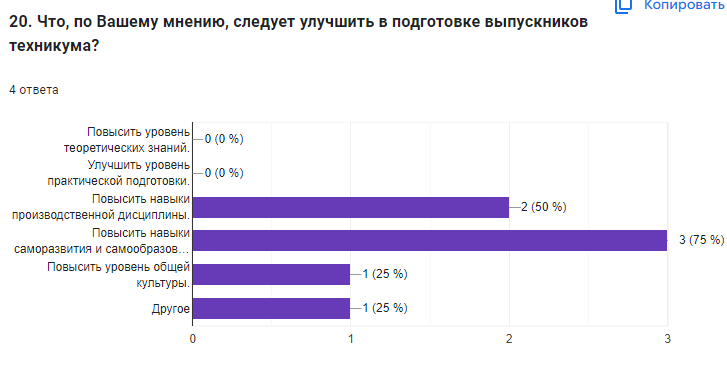 Копировать
20. Что, по Вашему мнению, следует улучшить в подготовке выпускников
техникума?
4 ответа
Повысить уровень
теоретических знаний.
0 (0 %)
Улучшить уровень
практической подготовки.
0 (0 %)
Повысить навыки
производственной дисциплины.
2 (50 %)
Повысить навыки
саморазвития и самообразов…
3 (75 %)
Повысить уровень общей
культуры.
1 (25 %)
Другое
1 (25 %)
0 1 2 3